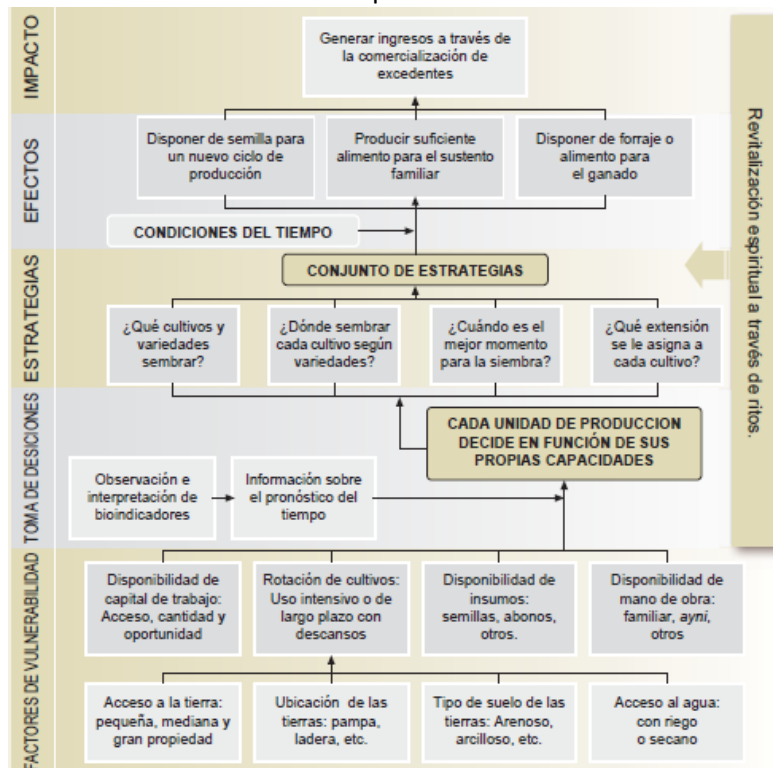 IMPACTO
Generar ingresos a través de
la comercialización de
excedentes
EFECTOS
Disponer de semilla para
un nuevo ciclo de
producción
Producir suficiente
alimento para el sustento
familiar
Disponer de forraje o
alimento para
el ganado
CONDICIONES DEL TIEMPO
ESTRATEGIAS
CONJUNTO DE ESTRATEGIAS
¿Qué cultivos y
variedades
sembrar?
¿Dónde sembrar
cada cultivo según
variedades?
¿Cuándo es el
mejor momento
para la siembra?
¿Qué extensión
se le asigna a
cada cultivo?
TOMA DE DESICIONES
CADA UNIDAD DE PRODUCCION
DECIDE EN FUNCIÓN DE SUS
PROPIAS CAPACIDADES
Observación e
interpretación de
bioindicadores
Información sobre
el pronóstico del
tiempo
FACTORES DE VULNERABILIDAD
Disponibilidad de
capital de trabajo:
Acceso, cantidad y
oportunidad
Rotación de cultivos:
Uso intensivo o de
largo plazo con
descansos
Disponibilidad de
insumos:
semillas, abonos,
otros.
Disponibilidad de
mano de obra:
familiar, ayni,
otros
Acceso a la tierra:
pequeña, mediana y
gran propiedad
Ubicación de las
tierras: pampa,
ladera, etc.
Tipo de suelo de las
tierras: Arenoso,
arcilloso, etc.
Acceso al agua:
con riego
o secano
Revitalización espiritual a través de ritos.